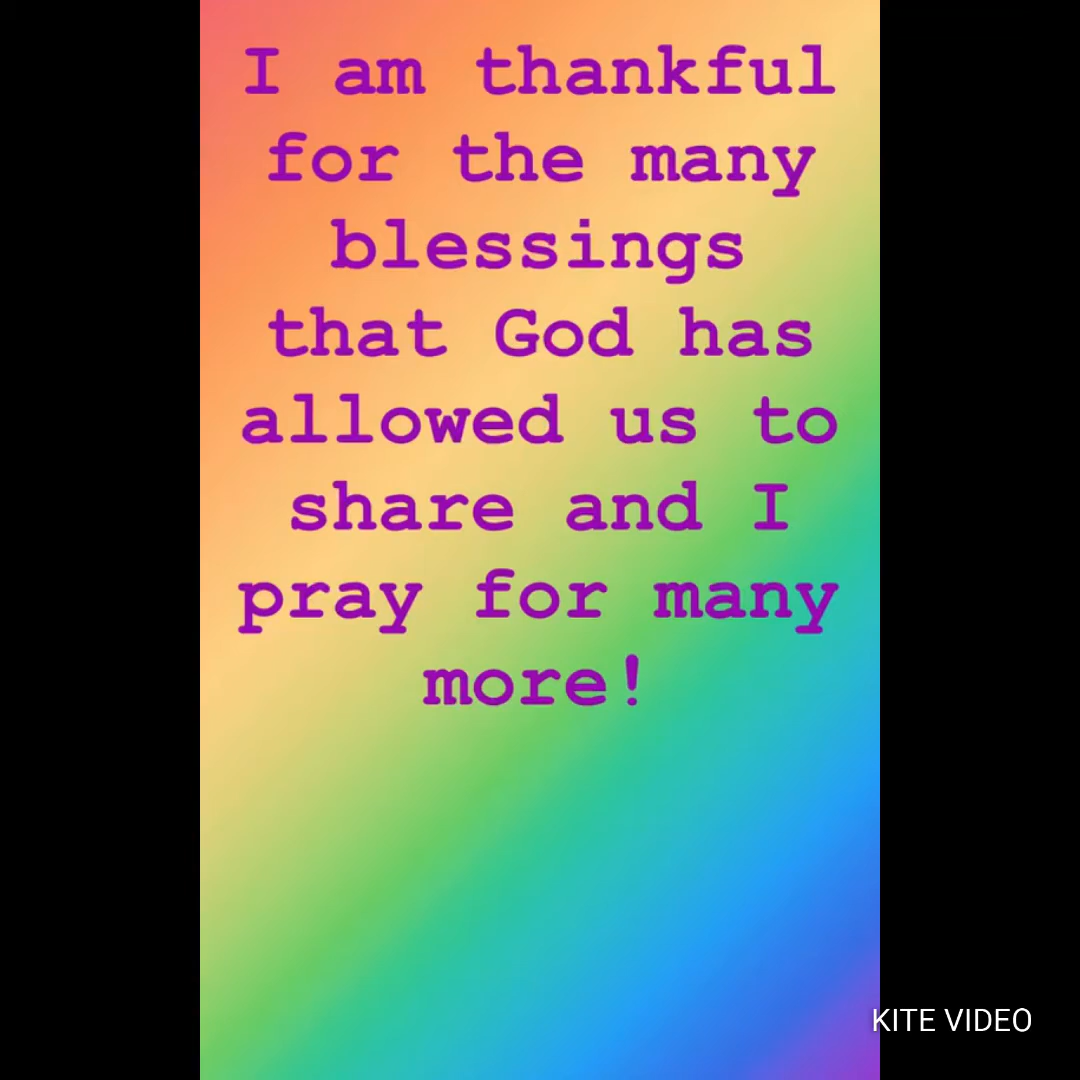 I am thankful
for the many
blessings
that God has
allowed us to
share and I
pray for many
more!
KITE VIDEO